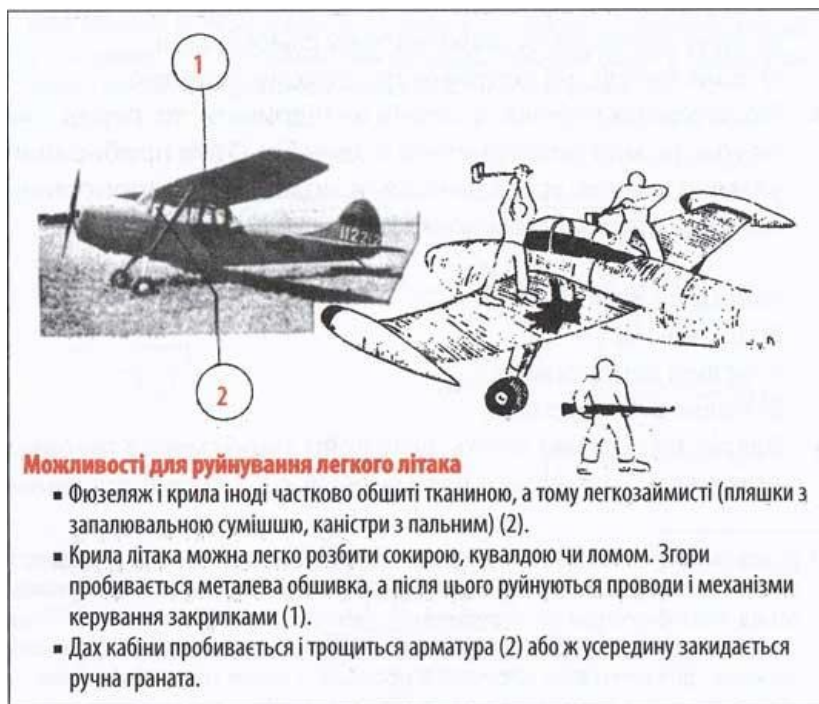 1
11222
2
Можливості для руйнування легкого літака
▪ Фюзеляж і крила іноді частково обшиті тканиною, а тому легкозаймисті (пляшки з
запалювальною сумішшю, каністри з пальним) (2).
▪ Крила літака можна легко розбити сокирою, кувалдою чи ломом. Згори
пробивається металева обшивка, а після цього руйнуються проводи і механізми
керування закрилками (1).
▪ Дах кабіни пробивається і трощиться арматура (2) або ж усередину закидається
ручна граната.